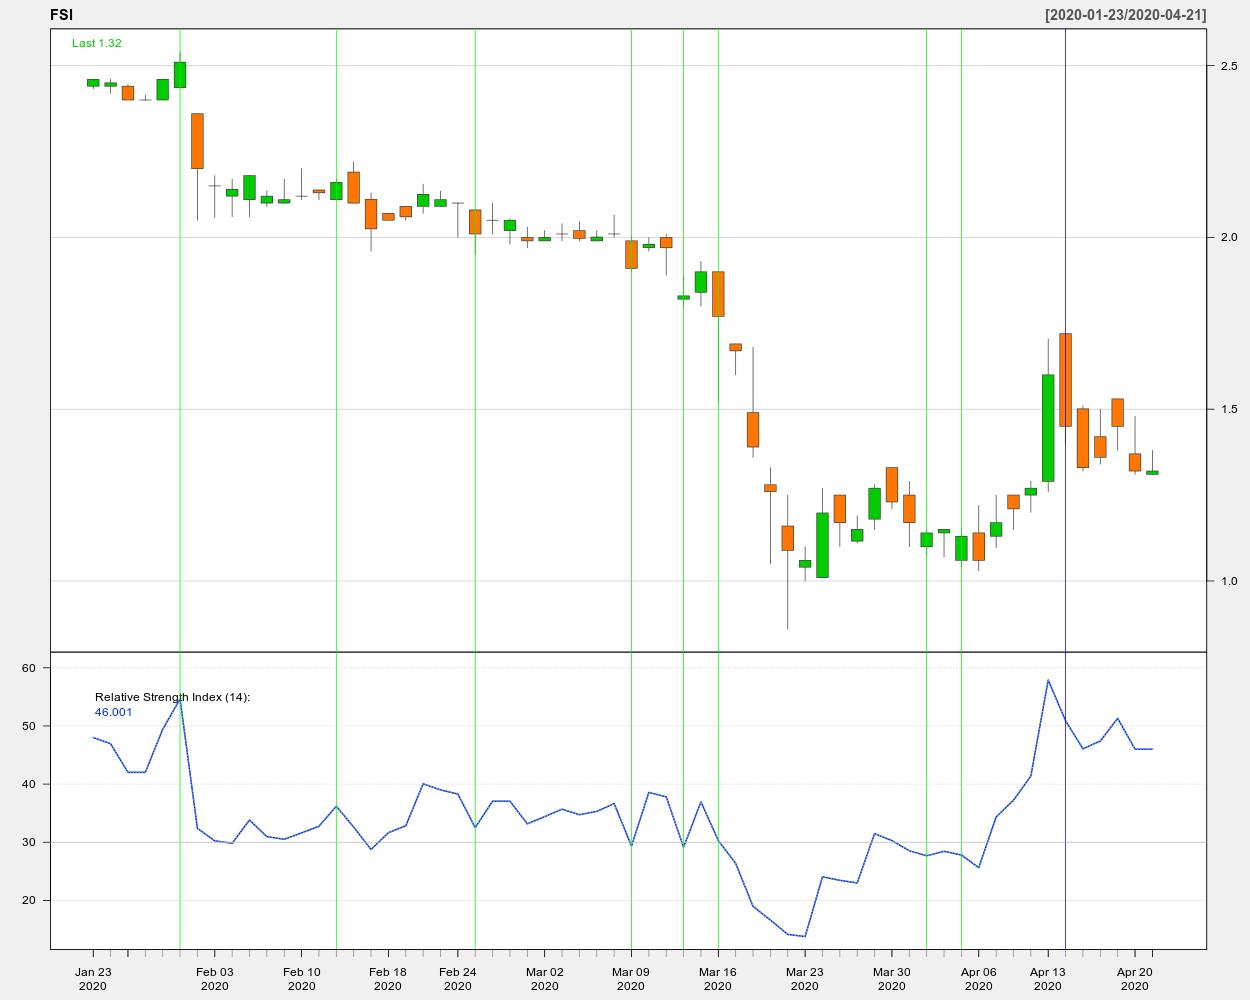 FSI
[2020-01-23/2020-04-21]
Last 1.32
2.5
2.0
1.5
1.0
60
50
40
30
20
Relative Strength Index (14):
46.001
Jan 23
2020
Feb 03
2020
Feb 10
2020
Feb 18
2020
Feb 24
2020
Mar 02
2020
Mar 09
2020
Mar 16
2020
Mar 23
2020
Mar 30
2020
Apr 06
2020
Apr 13
2020
Apr 20
2020